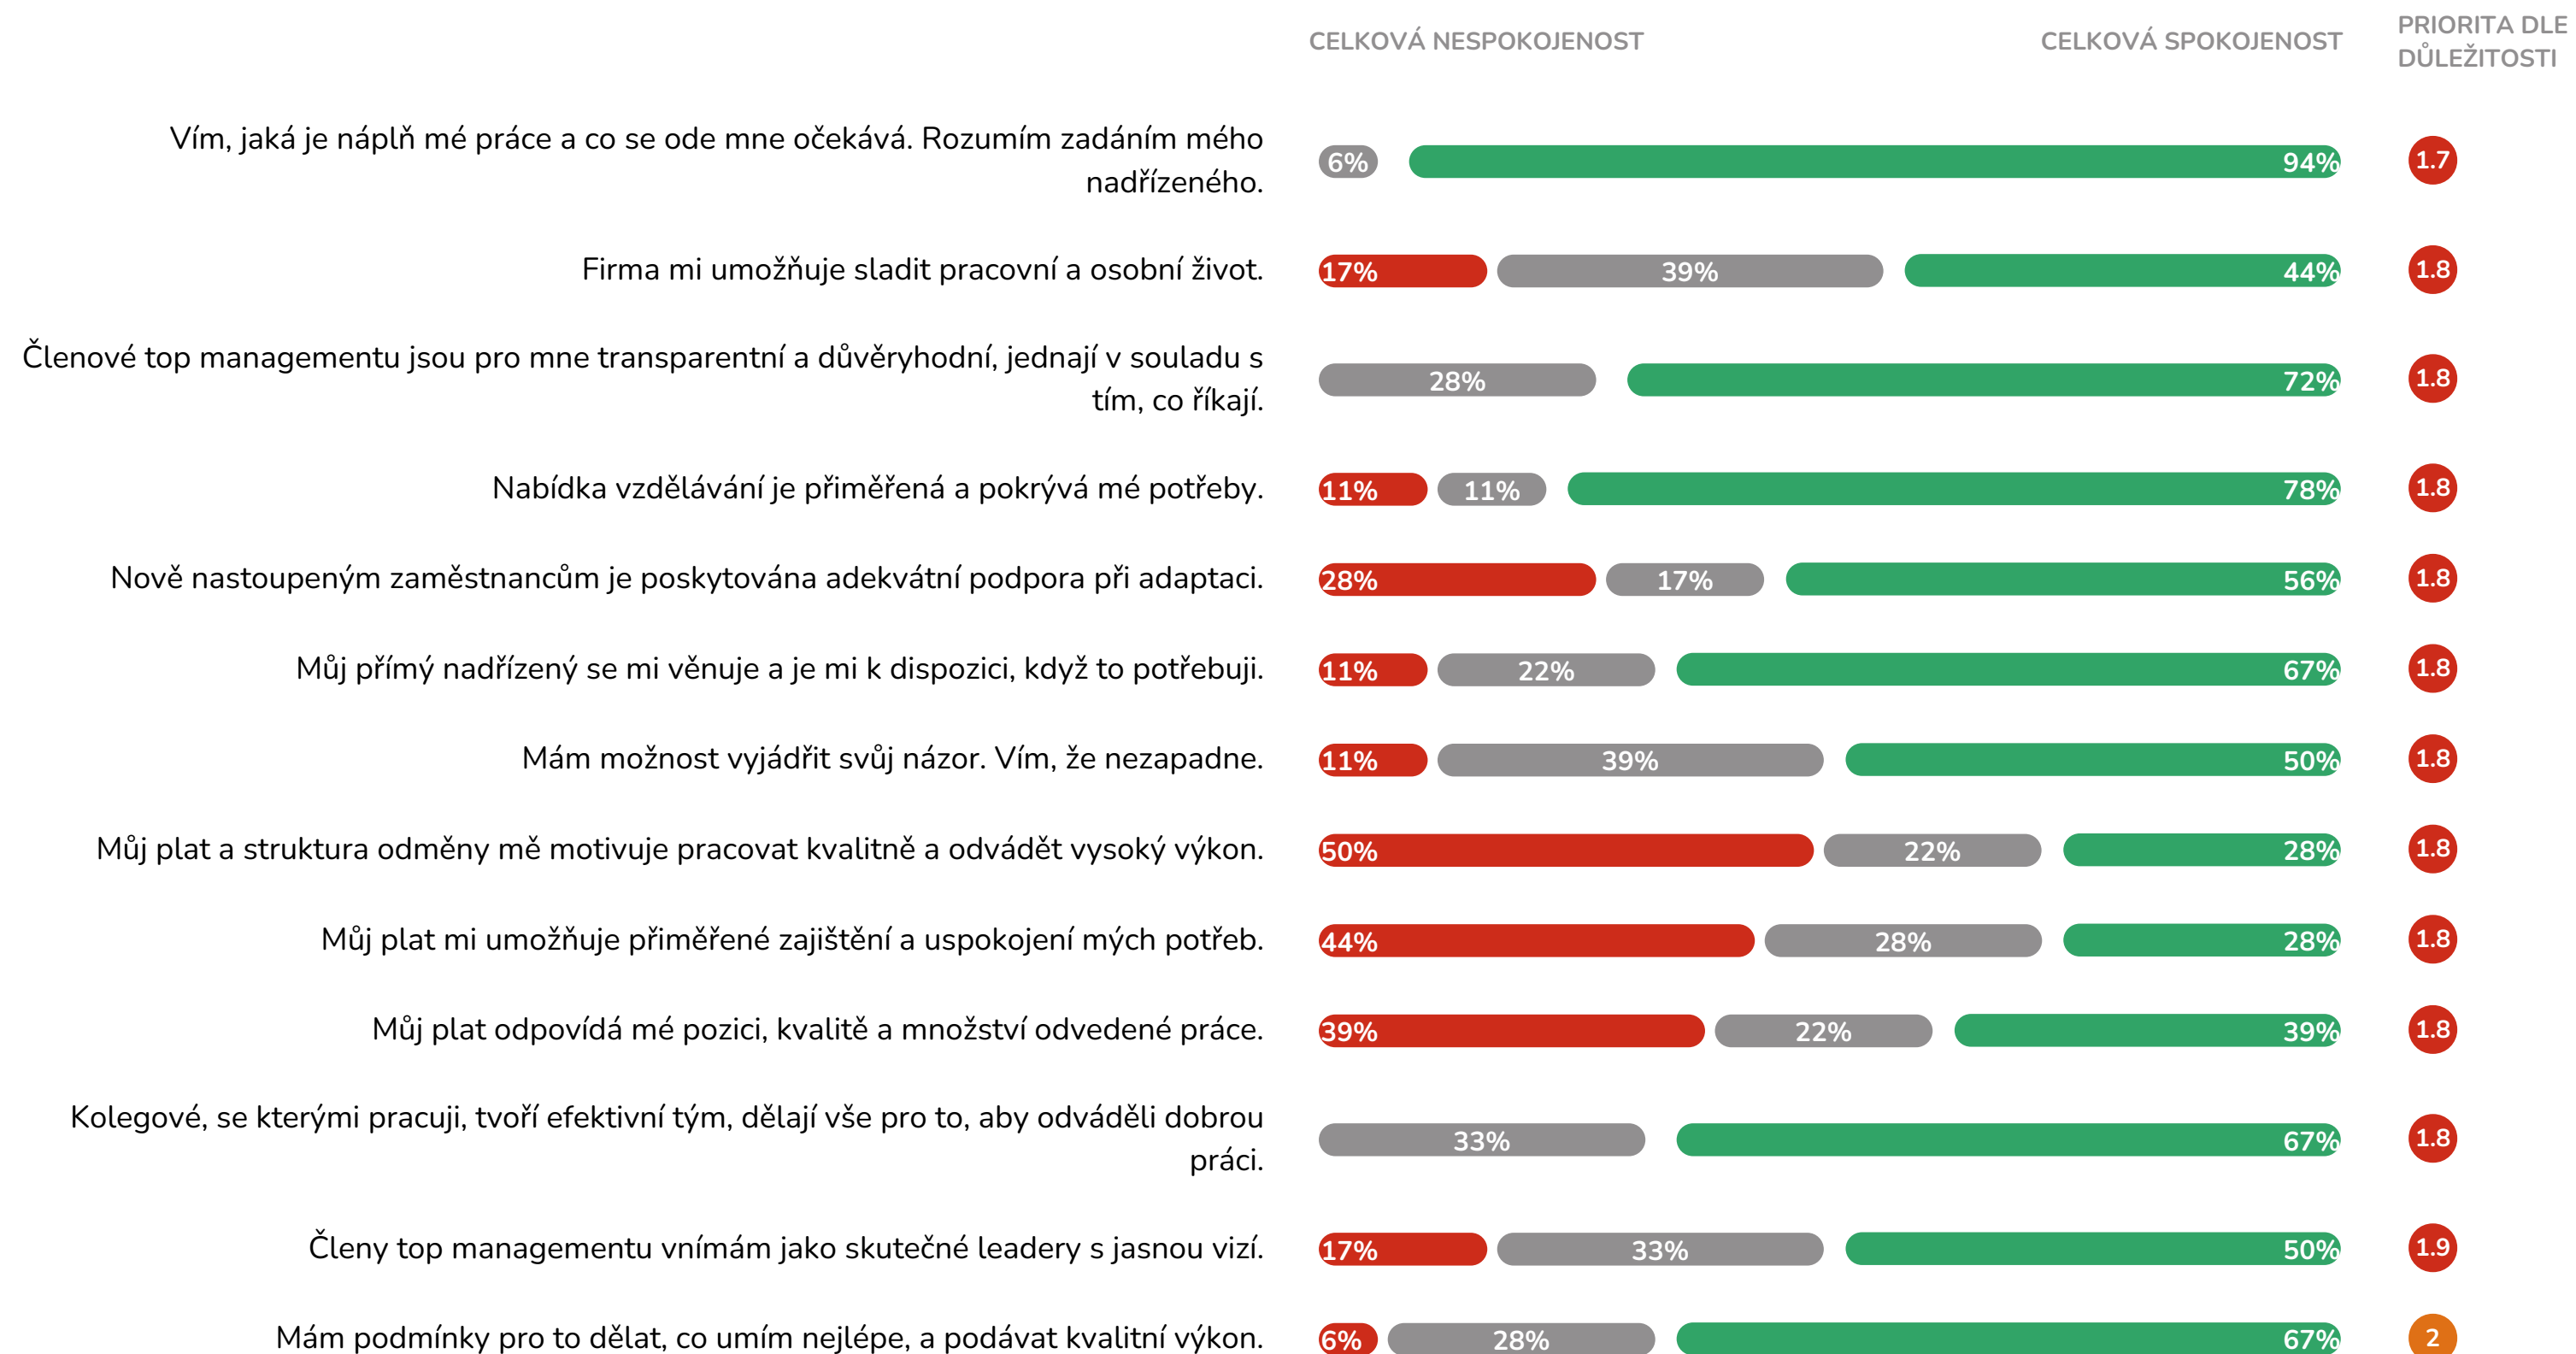 CELKOVÁ NESPOKOJENOST CELKOVÁ SPOKOJENOST PRIORITA DLE
DŮLEŽITOSTI
Vím, jaká je náplň mé práce a co se ode mne očekává. Rozumím zadáním mého
nadřízeného.
6% 94% 1.7
Firma mi umožňuje sladit pracovní a osobní život. 17% 39% 44% 1.8
Členové top managementu jsou pro mne transparentní a důvěryhodní, jednají v souladu s
tím, co říkají.
28% 72% 1.8
Nabídka vzdělávání je přiměřená a pokrývá mé potřeby. 11% 11% 78% 1.8
Nově nastoupeným zaměstnancům je poskytována adekvátní podpora při adaptaci. 28% 17% 56% 1.8
Můj přímý nadřízený se mi věnuje a je mi k dispozici, když to potřebuji. 11% 22% 67% 1.8
Mám možnost vyjádřit svůj názor. Vím, že nezapadne. 11% 39% 50% 1.8
Můj plat a struktura odměny mě motivuje pracovat kvalitně a odvádět vysoký výkon. 50% 22% 28% 1.8
Můj plat mi umožňuje přiměřené zajištění a uspokojení mých potřeb. 44% 28% 28% 1.8
Můj plat odpovídá mé pozici, kvalitě a množství odvedené práce. 39% 22% 39% 1.8
Kolegové, se kterými pracuji, tvoří efektivní tým, dělají vše pro to, aby odváděli dobrou
práci.
33% 67% 1.8
Členy top managementu vnímám jako skutečné leadery s jasnou vizí. 17% 33% 50% 1.9
Mám podmínky pro to dělat, co umím nejlépe, a podávat kvalitní výkon. 6% 28% 67% 2